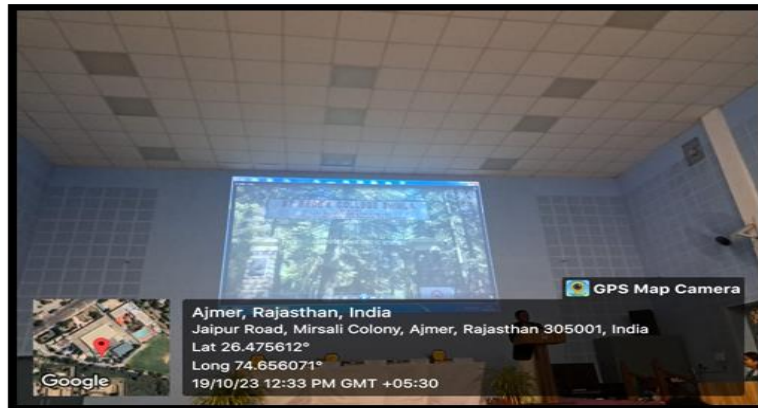 GPS Map Camera
Ajmer, Rajasthan, India
Jaipur Road, Mirsali Colony, Ajmer, Rajasthan 305001, India
Lat 26.475612°
Long 74.656071°
19/10/23 12:33 PM GMT +05:30
Google